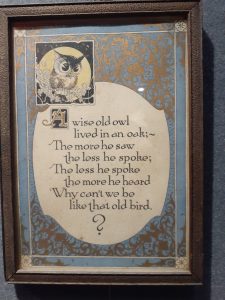 A wise old owl
lived in an oak;~
The more he saw
the less he spoke;
The less he spoke
the more he heard
Why can't we be
like that old bird.
?